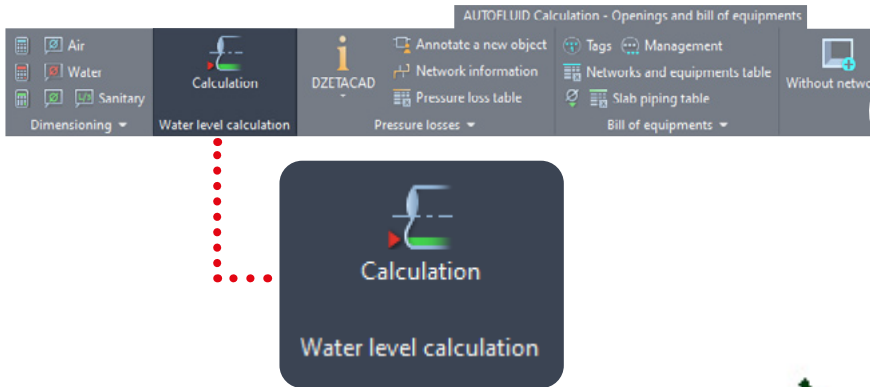 AUTOFLUID Calculation - Openings and bill of equipments
Air
Water
Sanitary
Dimensioning
Calculation
Water level calculation
DZETACAD
Annotate a new object
Network information
Pressure loss table
Pressure losses
Tags Management
Networks and equipments table
Slab piping table
Bill of equipments
Without netwo
Calculation
Water level calculation